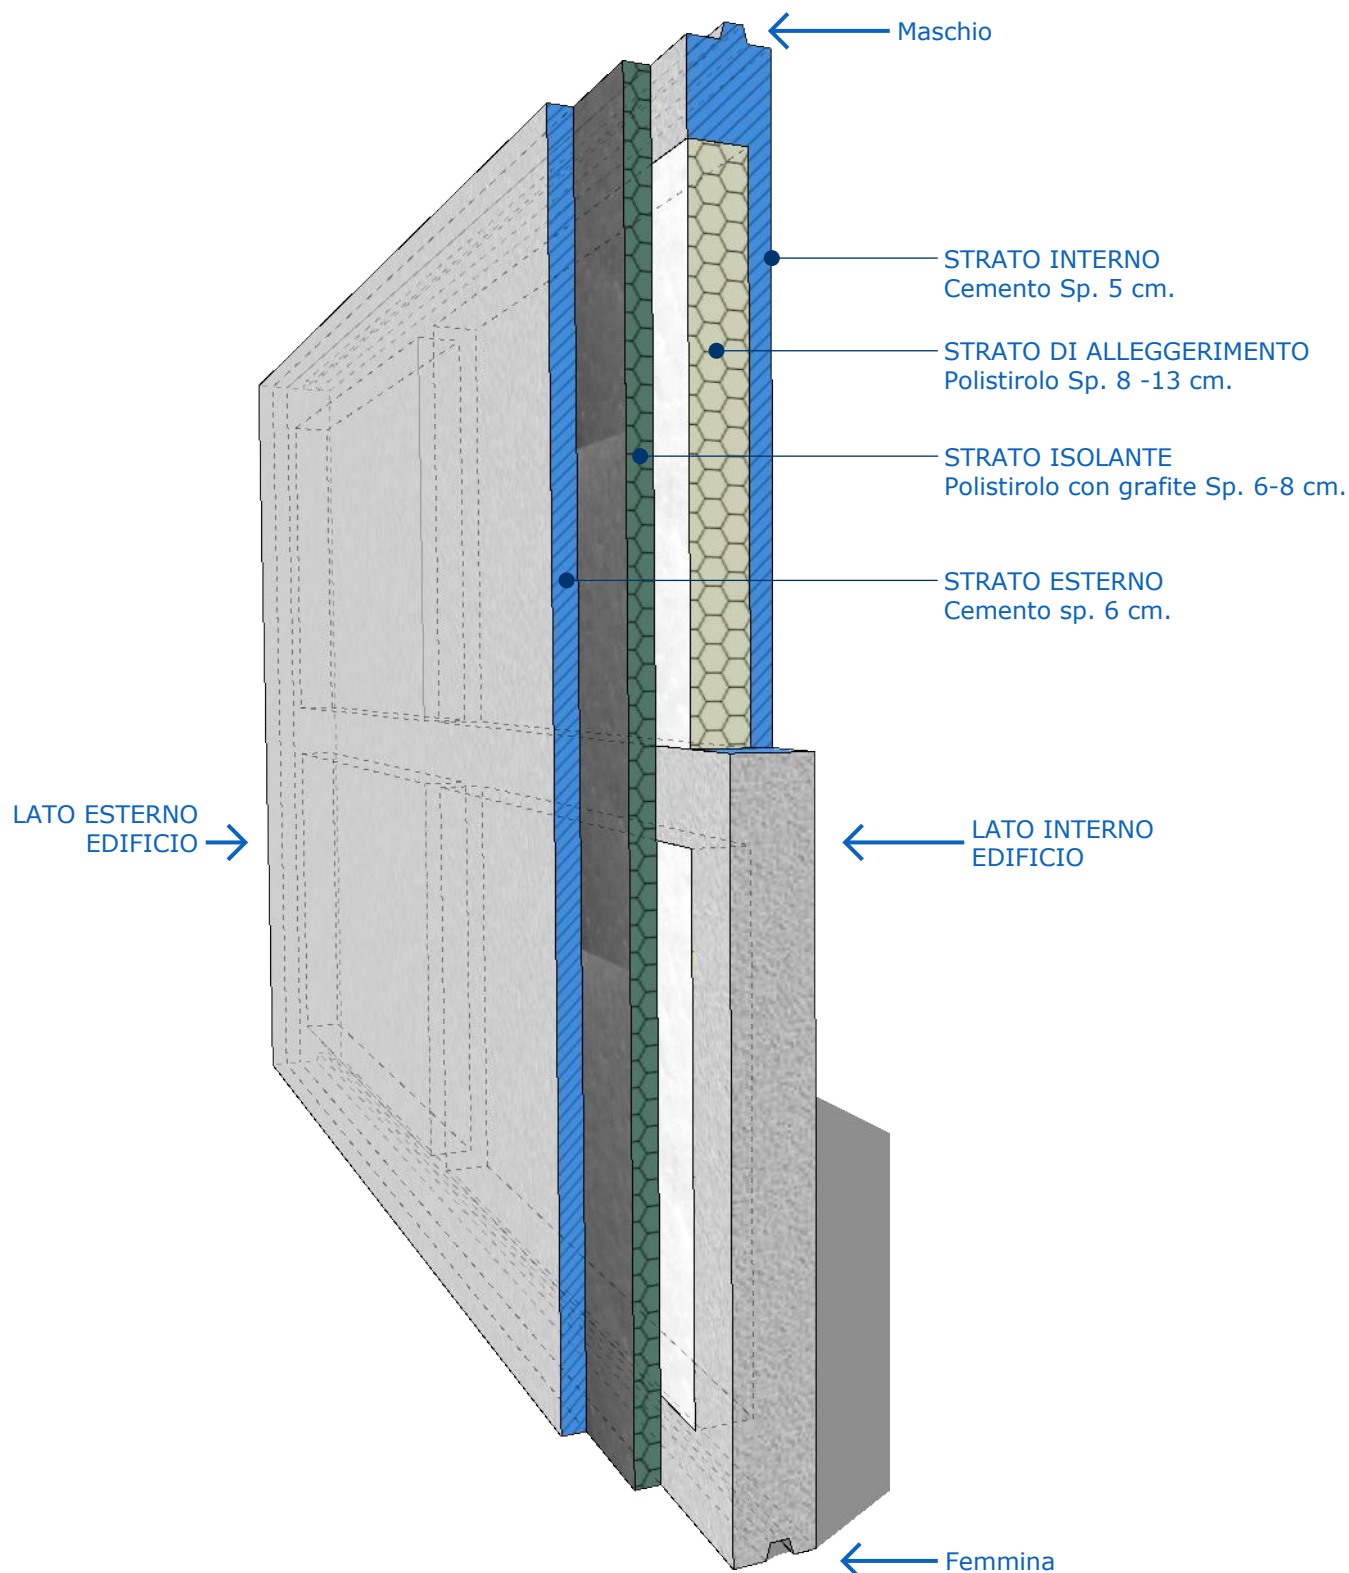 Maschio
STRATO INTERNO
Cemento Sp. 5 cm.
STRATO DI ALLEGGERIMENTO
Polistirolo Sp. 8 -13 cm.
STRATO ISOLANTE
Polistirolo con grafite Sp. 6-8 cm.
STRATO ESTERNO
Cemento sp. 6 cm.
LATO ESTERNO
EDIFICIO
LATO INTERNO
EDIFICIO
Femmina